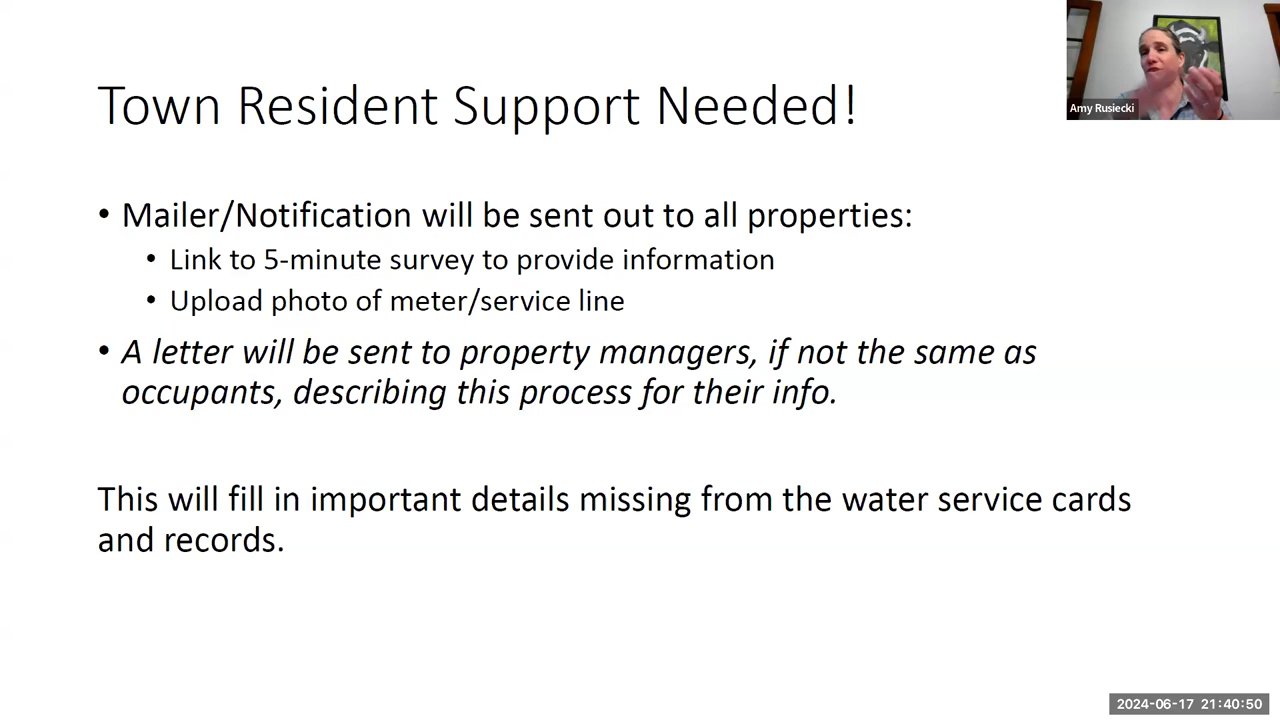 Town Resident Support Needed!
Amy Rusiecki
• Mailer/Notification will be sent out to all properties:
• Link to 5-minute survey to provide information
• Upload photo of meter/service line
• A letter will be sent to property managers, if not the same as
occupants, describing this process for their info.
This will fill in important details missing from the water service cards
and records.
2024-06-17 21:40:50